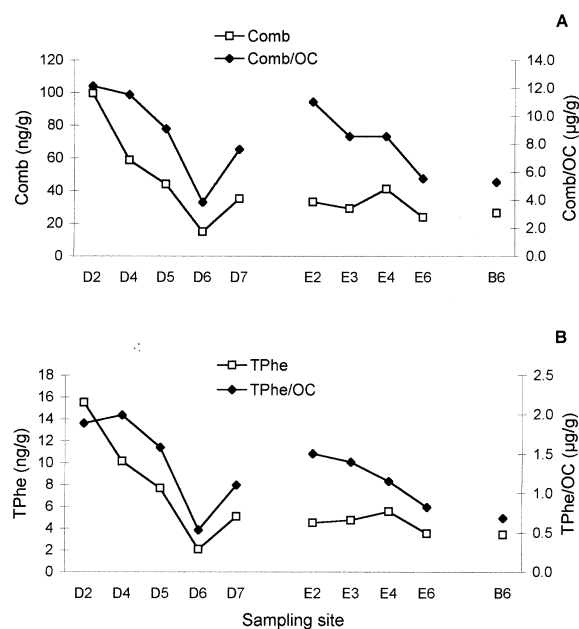 A
Comb
Comb/OC
120
100
80
60
40
20
0
Comb (ng/g)
14.0
12.0
10.0
8.0
6.0
4.0
2.0
0.0
Comb/OC (µg/g)
D2 D4 D5 D6 D7 E2 E3 E4 E6 B6
B
TPhe
TPhe/OC
18
16
14
12
10
8
6
4
2
0
TPhe (ng/g)
2.5
2.0
1.5
1.0
0.5
0.0
TPhe/OC (µg/g)
D2 D4 D5 D6 D7 E2 E3 E4 E6 B6
Sampling site